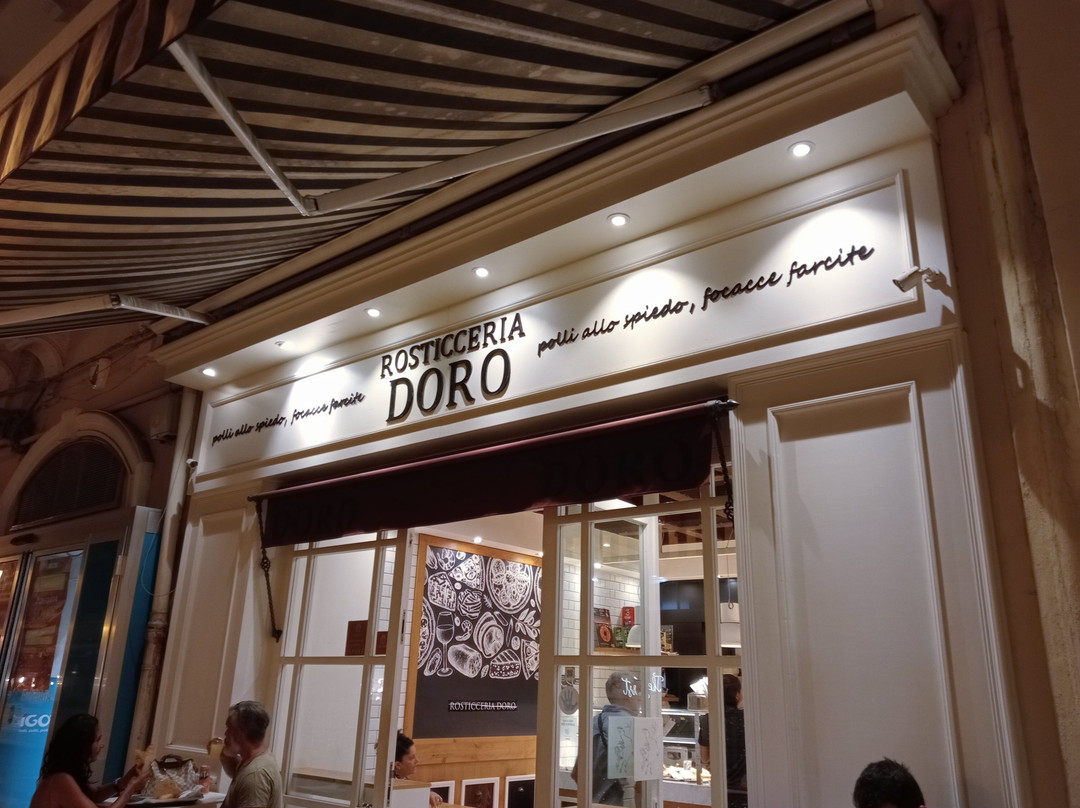 polli allo spiedo, focacce farcite
ROSTICCERIA
DORO
polli allo spiedo, focacce farcite
DORO
ROSTICCERIA DORO